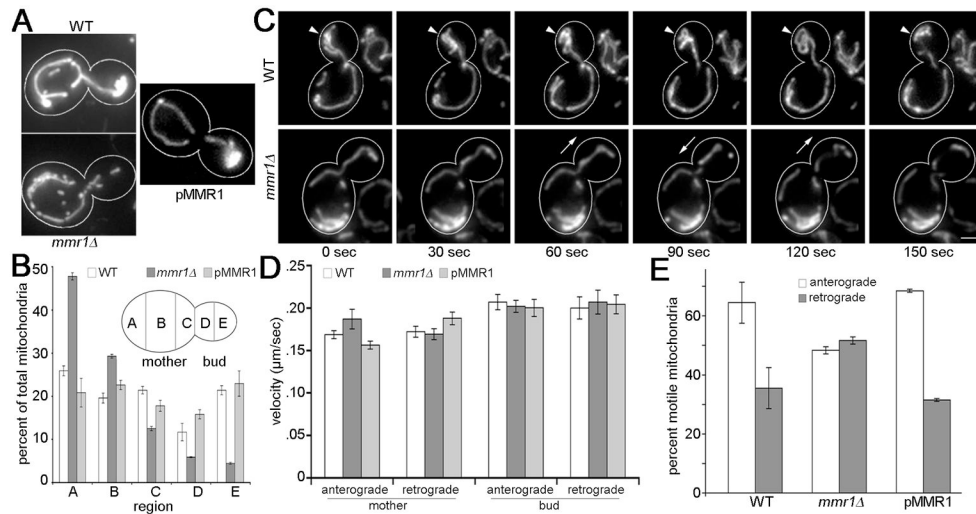 A
WT
mmr1Δ
pMMR1
C
WT
mmr1Δ
0 sec 30 sec 60 sec 90 sec 120 sec 150 sec
B
50
40
30
20
10
0
percent of total mitochondria
WT mmr1Δ pMMR1
A B C D E
mother bud
A B C D E
region
D
WT mmr1Δ pMMR1
.25
.20
.15
.10
.05
0
velocity (μm/sec)
anterograde retrograde anterograde retrograde
mother bud
E
anterograde
retrograde
60
40
20
0
percent motile mitochondria
WT mmr1Δ pMMR1